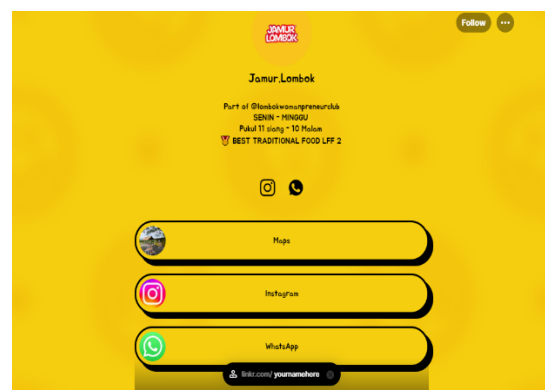 JAMUR
LOMBOK
Follow
Jamur.Lombok
Part of @lombokwomanpreneurclub
SENIN - MINGGU
Pukul 11 siang - 10 Malam
BEST TRADITIONAL FOOD LFF 2
Maps
Instagram
WhatsApp
linkr.com/ yournamehere